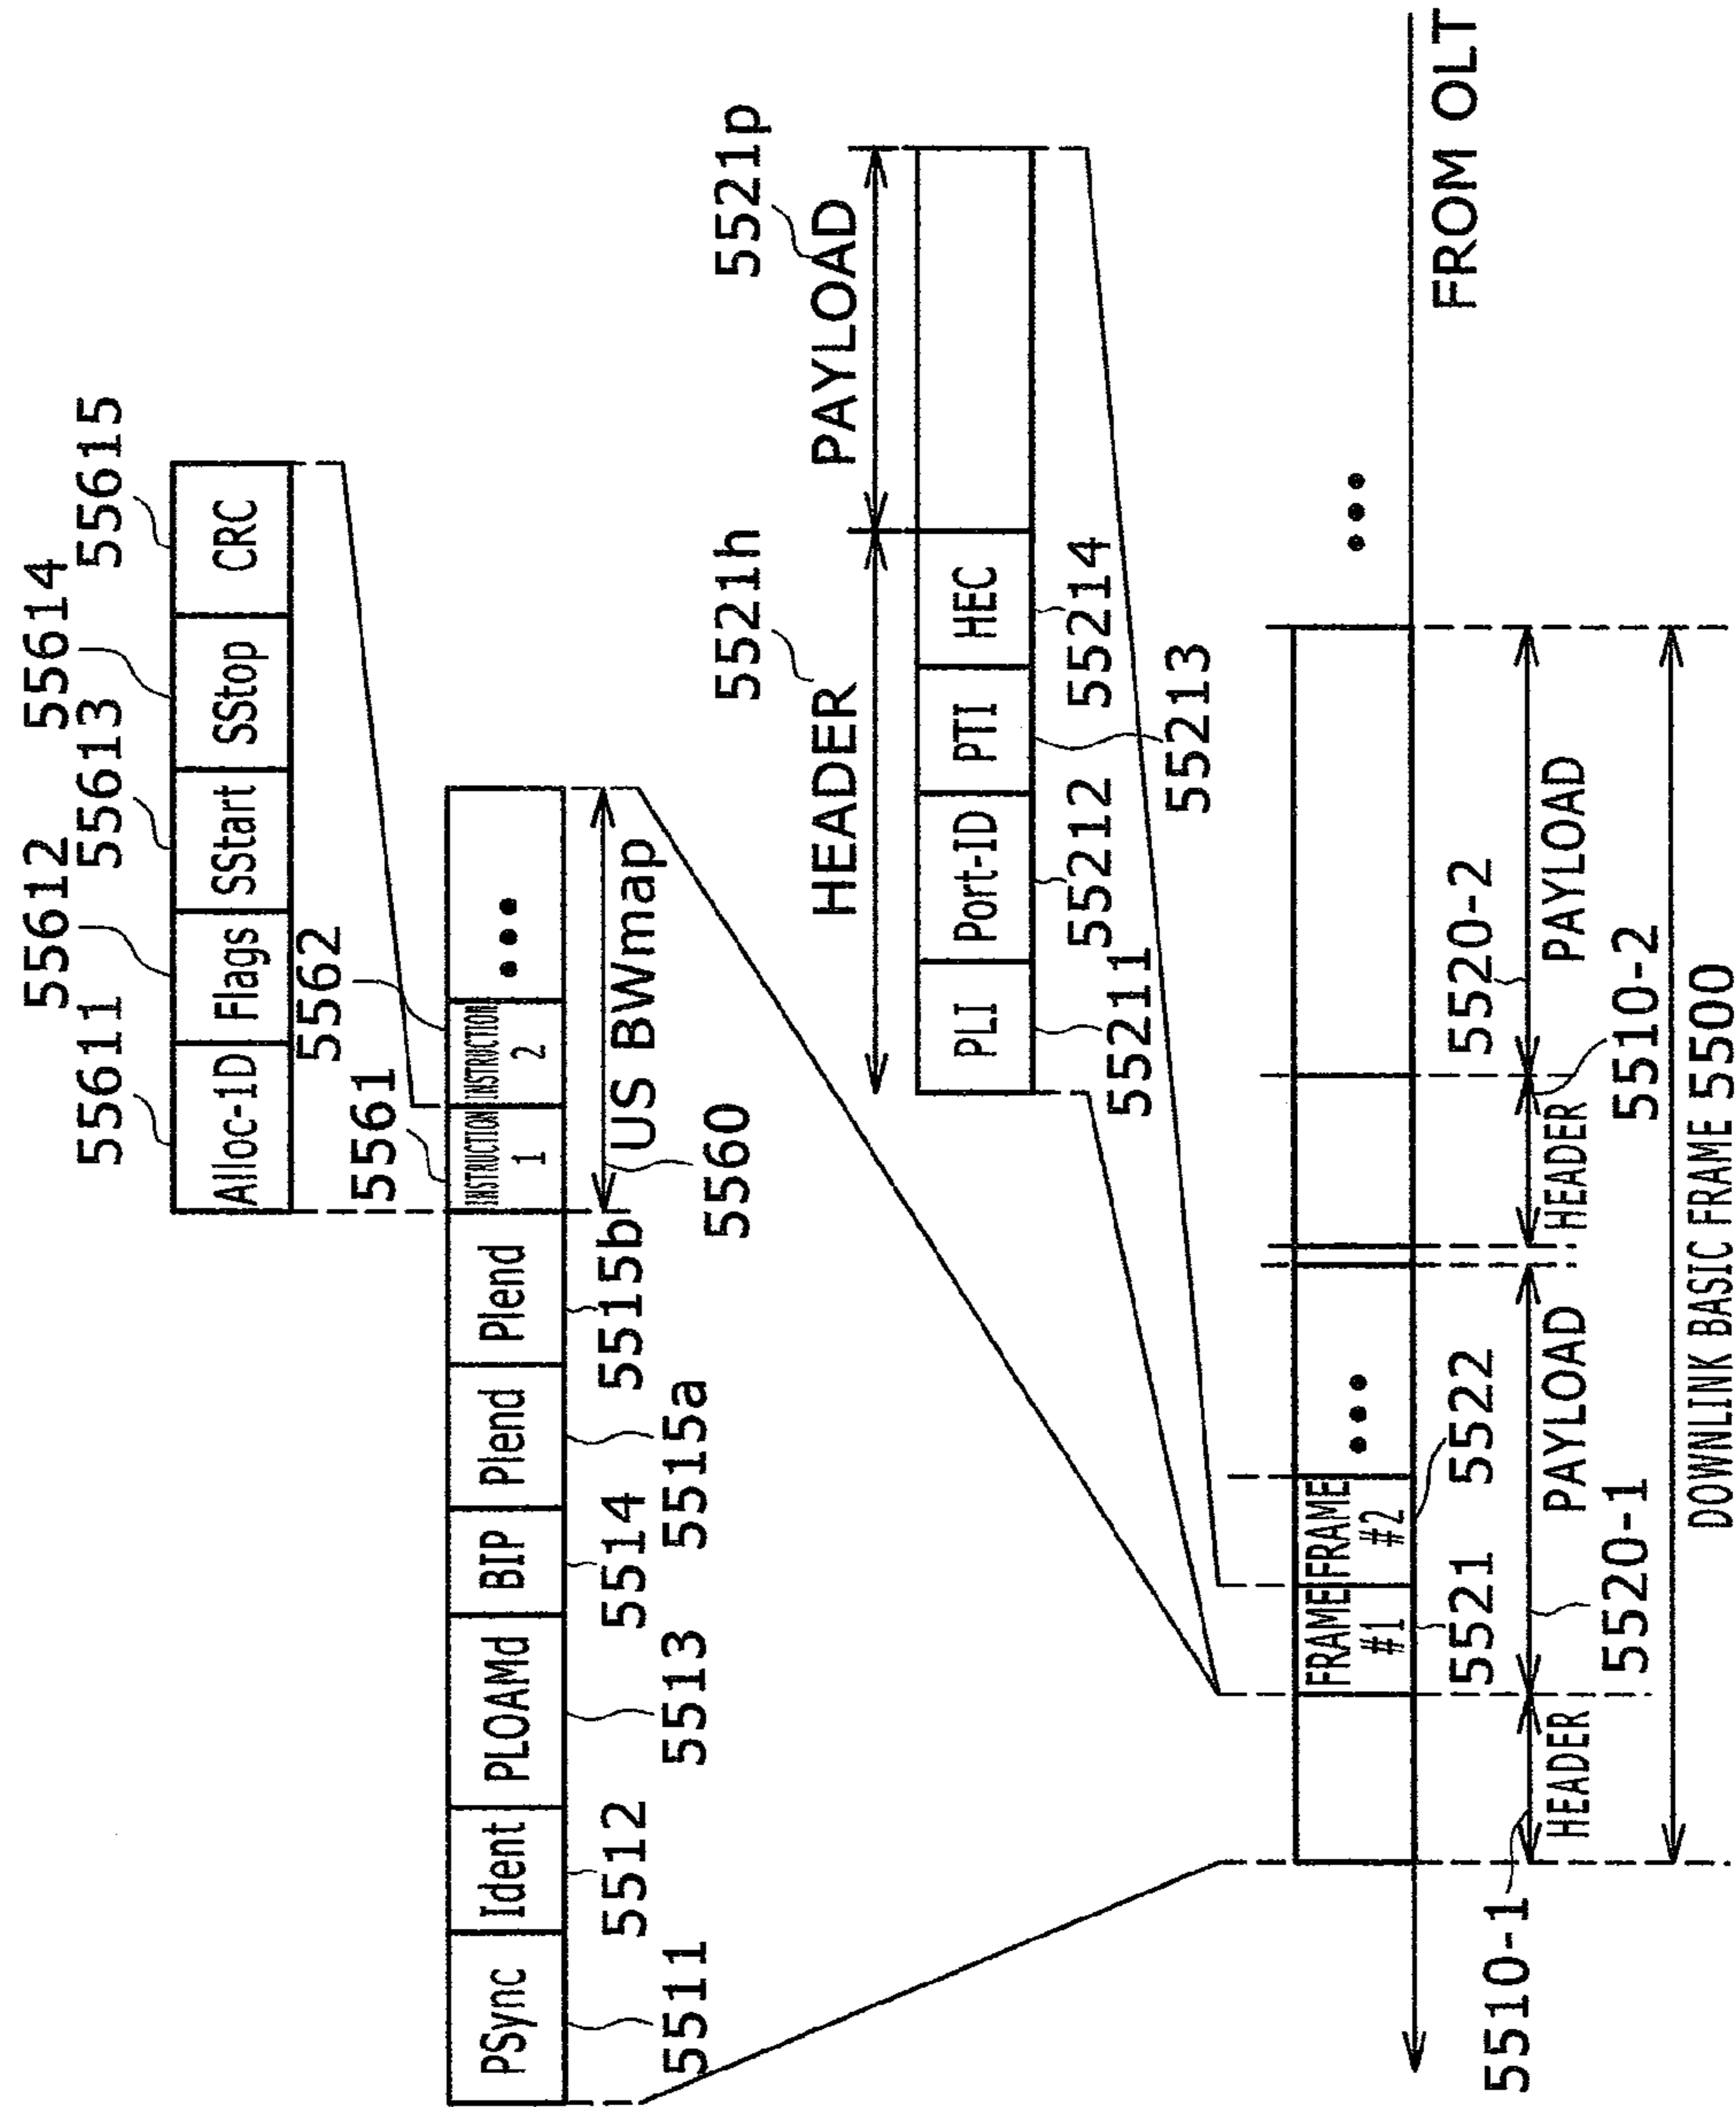 55612 55614
55611 55613 55615
Alloc-1D Flags SStart SStop CRC
5561 5562
PSync Ident PLOAMd BIP Plend Plend INSTRUCTION 1 INSTRUCTION 2 •••
5511 5512 5513 5514 5515a 5515b
US BWmap
5560
5521h 5521p
HEADER PAYLOAD
PLI Port-ID PTI HEC
55211 55212 55213 55214
FRAME #1 FRAME #2 ••• •••
5521 5522
FROM OLT
5510-1 5520-1 5510-2 5520-2
HEADER PAYLOAD HEADER PAYLOAD
DOWNLINK BASIC FRAME 5500